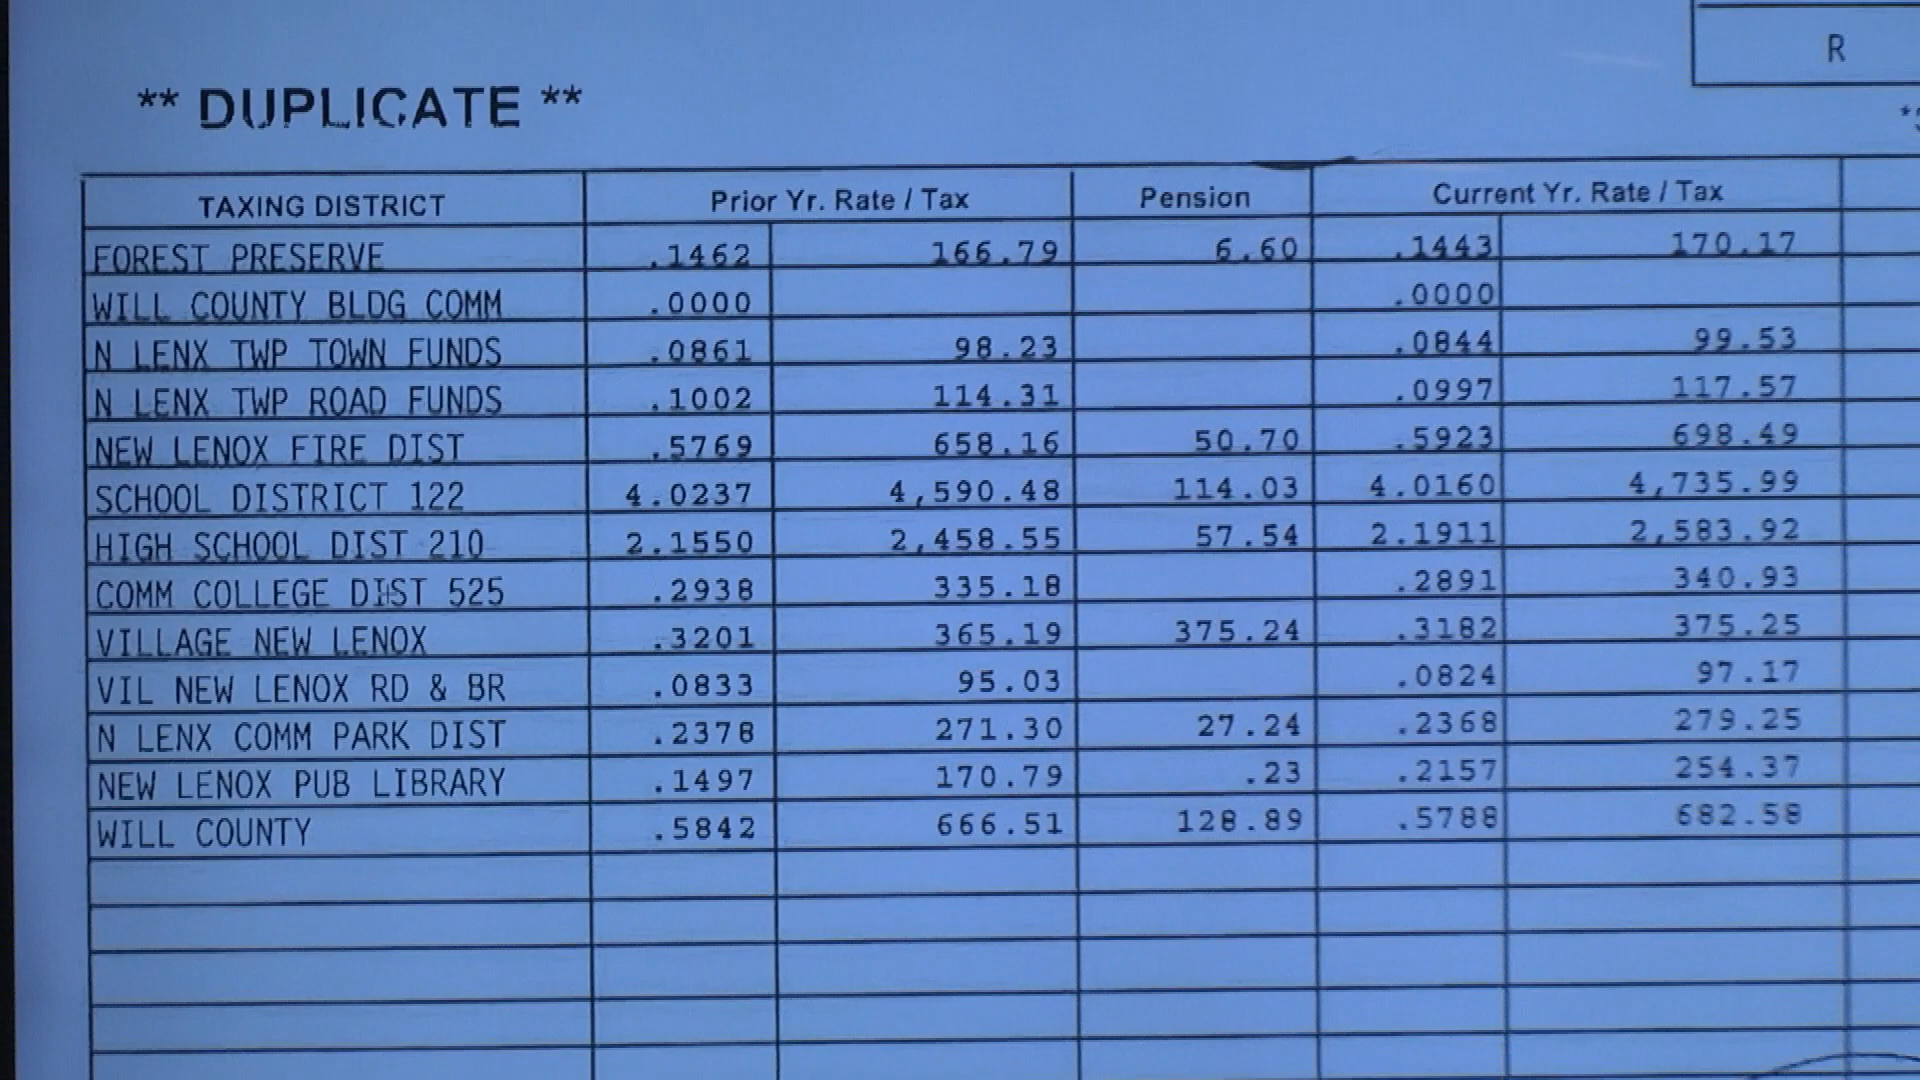 R
** DUPLICATE **
TAXING DISTRICT Prior Yr. Rate / Tax Pension Current Yr. Rate / Tax
FOREST PRESERVE .1462 166.79 6.60 .1443 170.17
WILL COUNTY BLDG COMM .0000 .0000
N LENX TWP TOWN FUNDS .0861 98.23 .0844 99.53
N LENX TWP ROAD FUNDS .1002 114.31 .0997 117.57
NEW LENOX FIRE DIST .5769 658.16 50.70 .5923 698.49
SCHOOL DISTRICT 122 4.0237 4,590.48 114.03 4.0160 4,735.99
HIGH SCHOOL DIST 210 2.1550 2,458.55 57.54 2.1911 2,583.92
COMM COLLEGE DIST 525 .2938 335.18 .2891 340.93
VILLAGE NEW LENOX .3201 365.19 375.24 .3182 375.25
VIL NEW LENOX RD & BR .0833 95.03 .0824 97.17
N LENX COMM PARK DIST .2378 271.30 27.24 .2368 279.25
NEW LENOX PUB LIBRARY .1497 170.79 .23 .2157 254.37
WILL COUNTY .5842 666.51 128.89 .5788 682.58